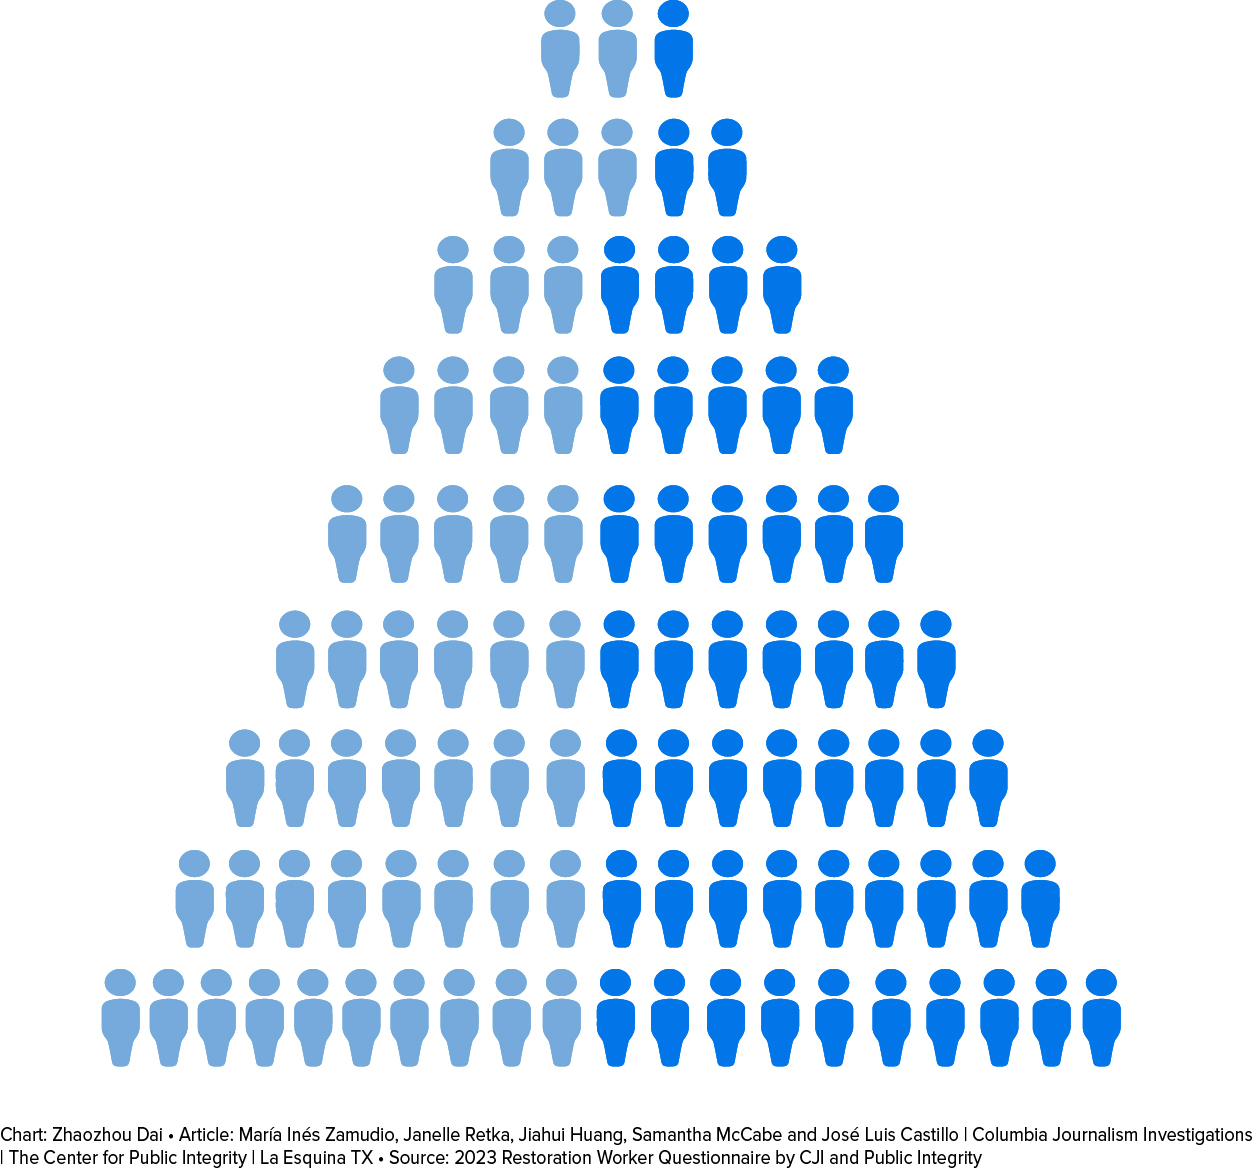 Chart: Zhaozhou Dai • Article: María Inés Zamudio, Janelle Retka, Jiahui Huang, Samantha McCabe and José Luis Castillo | Columbia Journalism Investigations
| The Center for Public Integrity | La Esquina TX • Source: 2023 Restoration Worker Questionnaire by CJI and Public Integrity